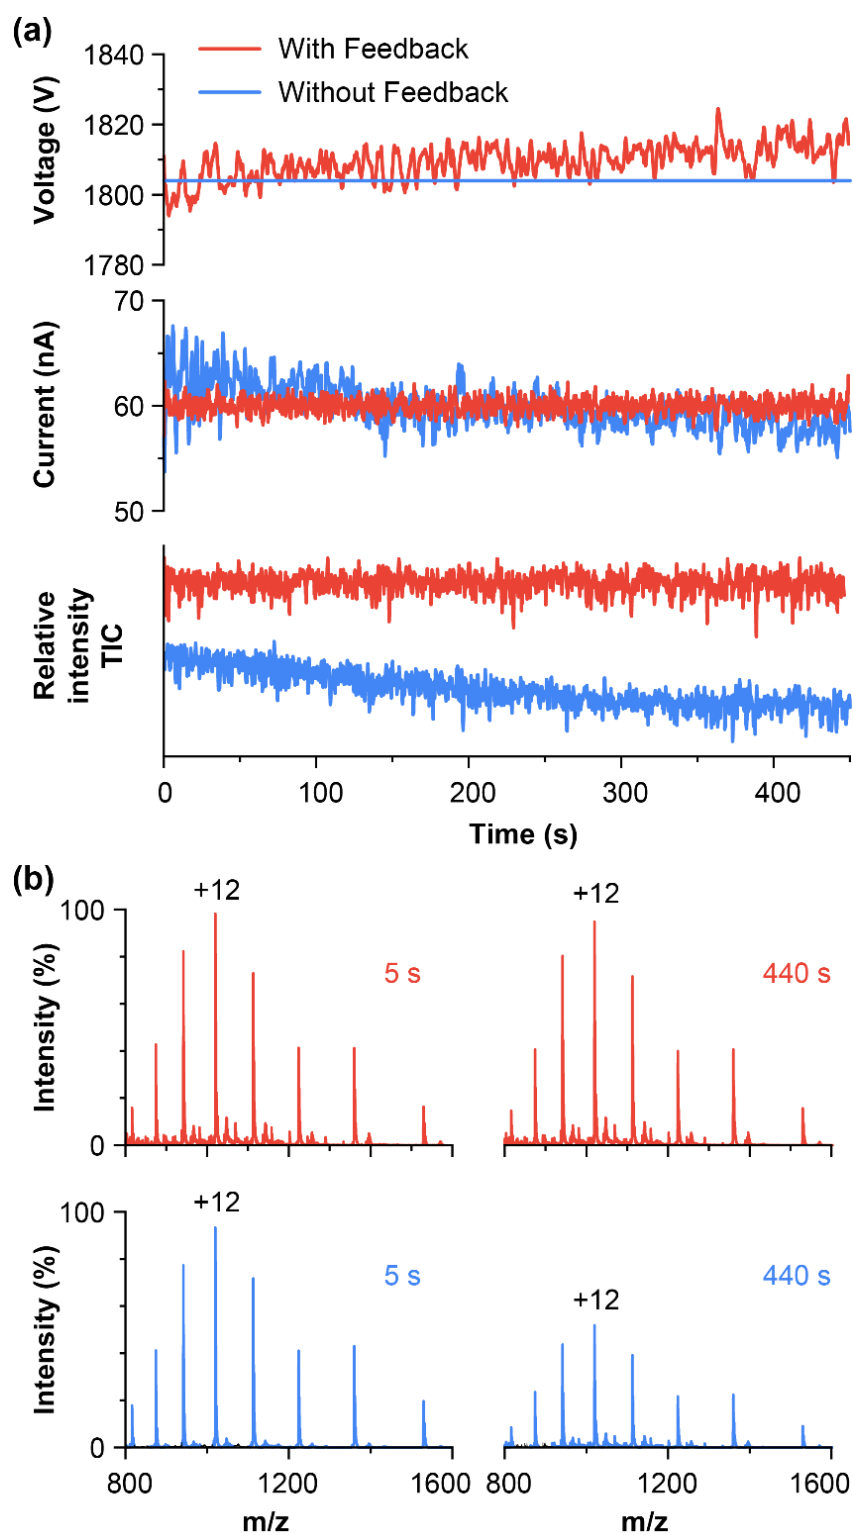 (a)
With Feedback
Without Feedback
1840
1820
1800
1780
Voltage (V)
70
60
50
Current (nA)
Relative
intensity
TIC
0
100
200
300
400
Time (s)
(b)
+12
+12
100
0
Intensity (%)
5 s
440 s
+12
100
0
Intensity (%)
5 s
440 s
+12
800
1200
1600
800
1200
1600
m/z
m/z